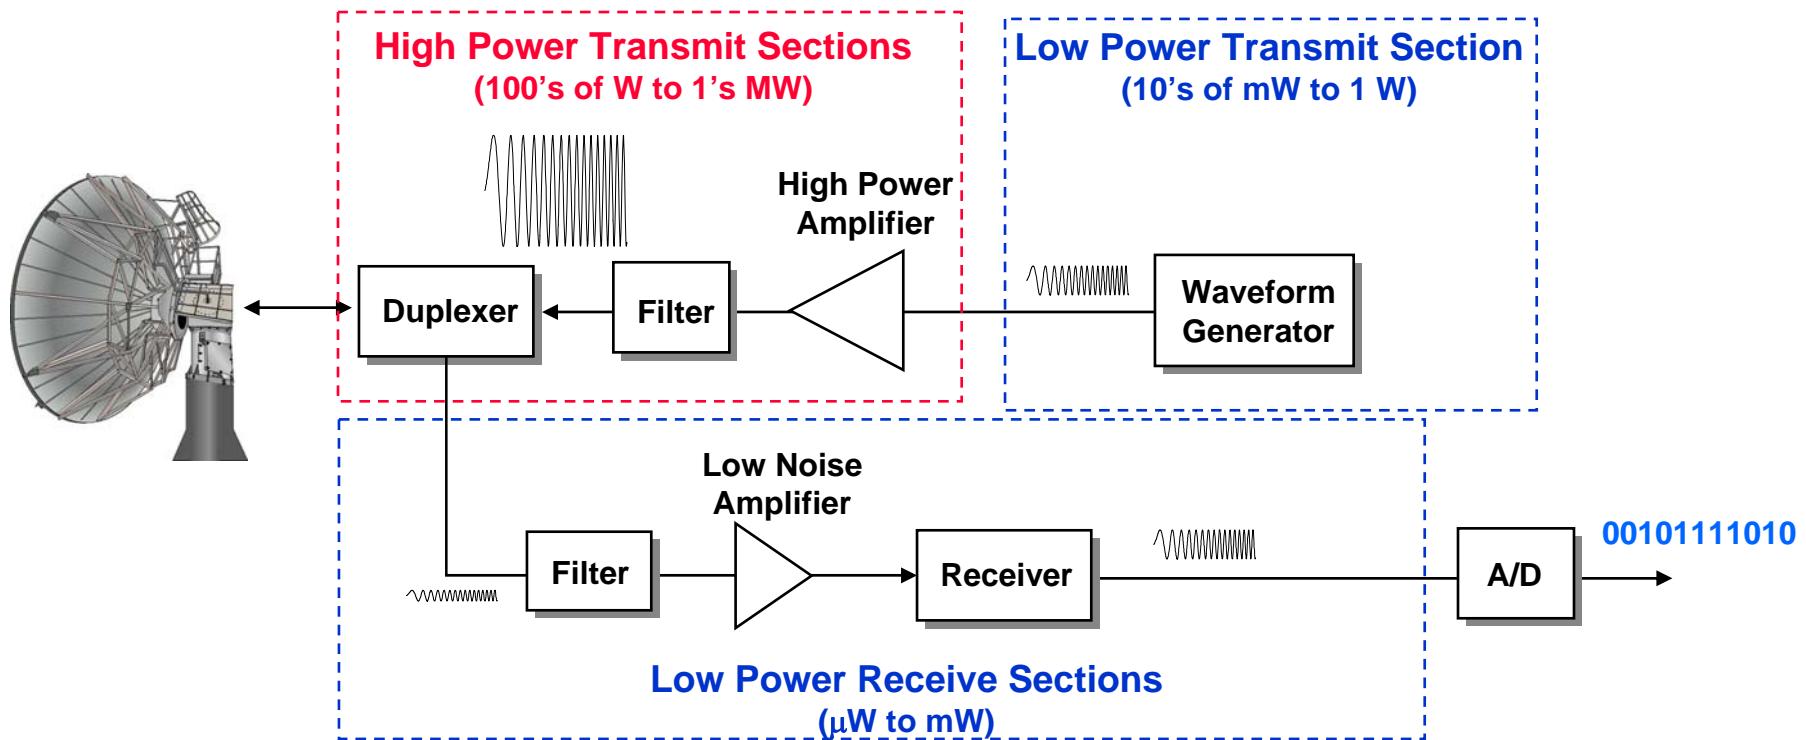 High Power Transmit Sections
(100’s of W to 1’s MW)
Low Power Transmit Section
(10’s of mW to 1 W)
High Power
Amplifier
Duplexer
Filter
Waveform
Generator
Low Noise
Amplifier
Filter
Receiver
A/D
00101111010
Low Power Receive Sections
(μW to mW)